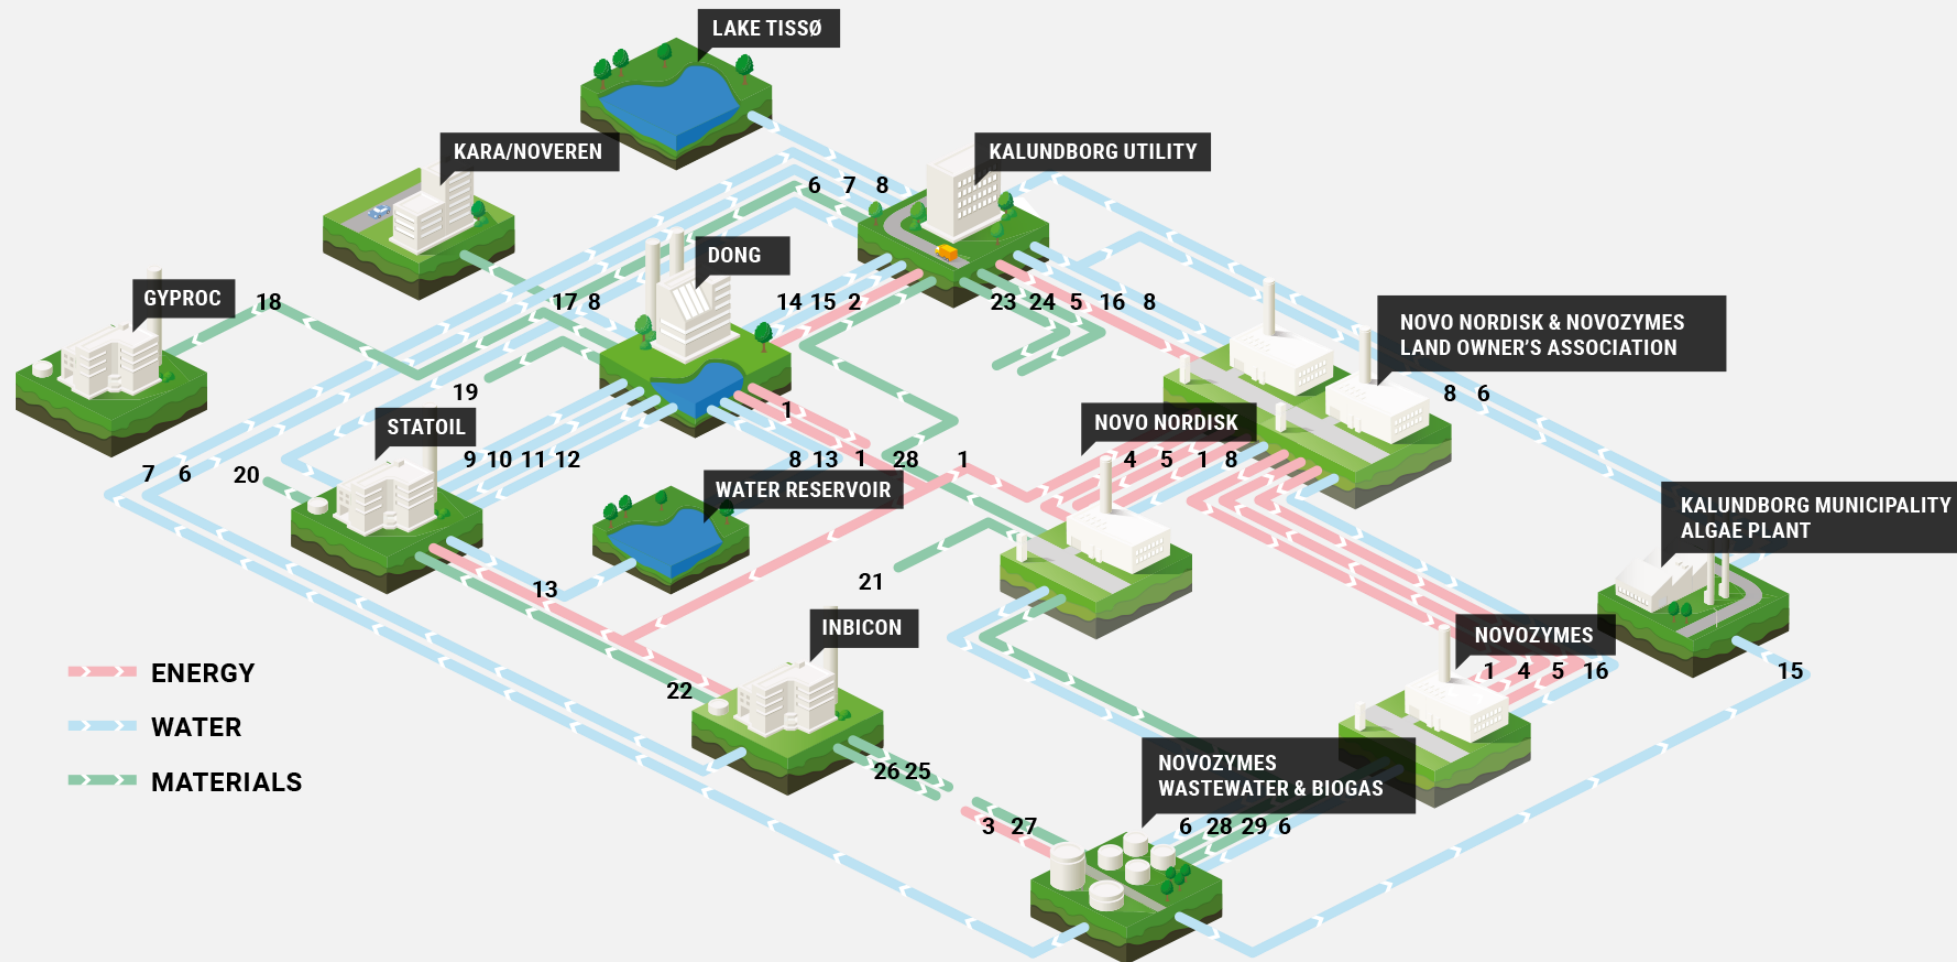 LAKE TISSØ
KARA/NOVEREN
KALUNDBORG UTILITY
6 7 8
DONG
GYPROC
18
17 8
14 15 2
23 24 5 16 8
NOVO NORDISK & NOVOZYMES
LAND OWNER'S ASSOCIATION
19
8 6
1
STATOIL
NOVO NORDISK
7 6
20
9 10 11 12
8 13 1 28 1
4 5 1 8
WATER RESERVOIR
KALUNDBORG MUNICIPALITY
ALGAE PLANT
13
21
INBICON
NOVOZYMES
ENERGY
1 4 5 16
15
22
WATER
NOVOZYMES
WASTEWATER & BIOGAS
26 25
MATERIALS
3 27
6 28 29 6